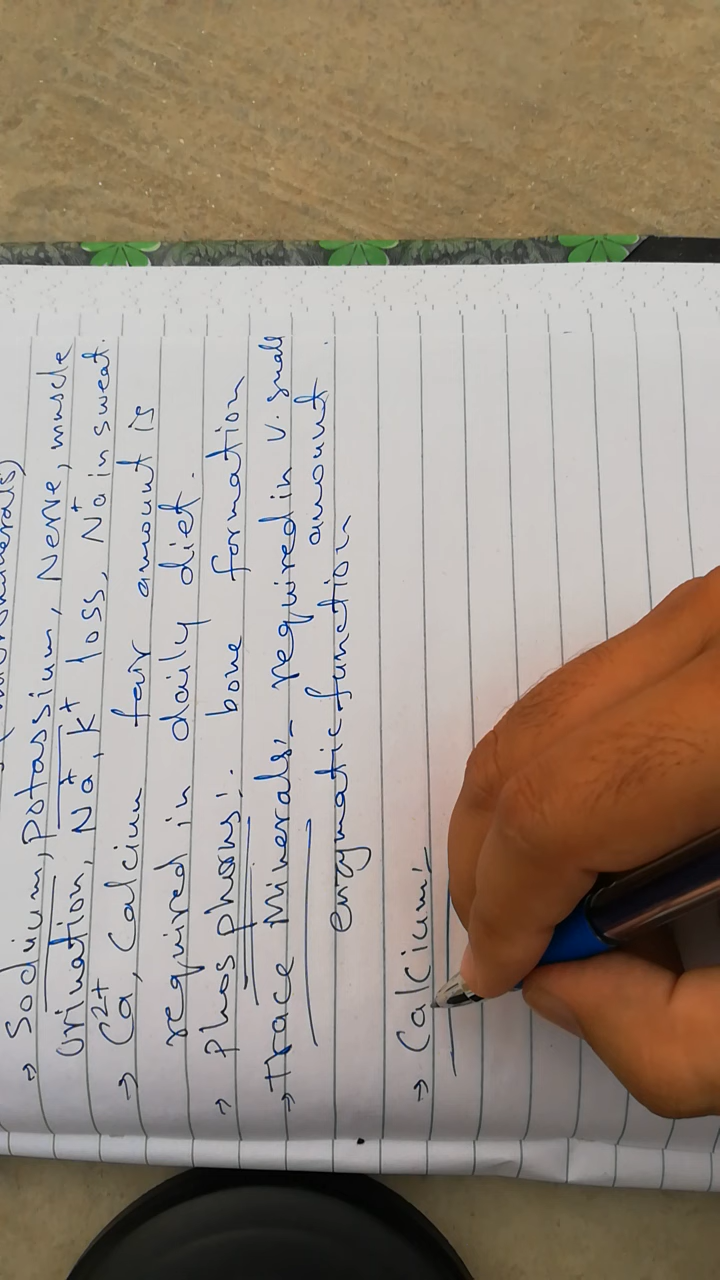 → Sodium, Potassium, Nerve, muscle
Urination, Na⁺, K⁺ loss, Na⁺ in sweat.
→ Ca²⁺, Calcium fair amount is
required in daily diet.
→ Phosphorus:. bone formation
→ Trace Minerals:- required in v. small
amount
enzymatic function
→ Calcium:-